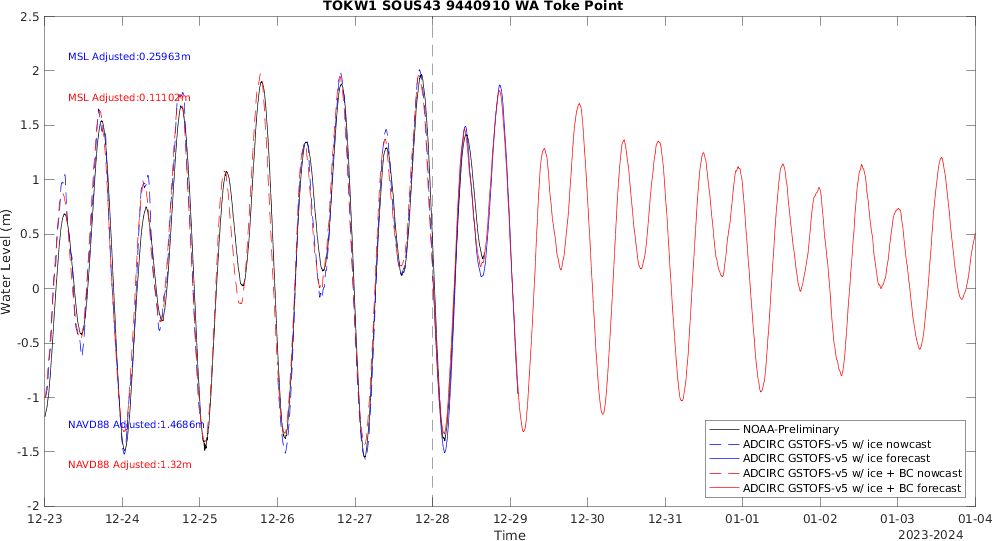 TOKW1 SOUS43 9440910 WA Toke Point
2.5
2
1.5
1
0.5
0
-0.5
-1
-1.5
-2
Water Level (m)
MSL Adjusted:0.25963m
MSL Adjusted:0.11102m
NAVD88 Adjusted:1.4686m
NAVD88 Adjusted:1.32m
NOAA-Preliminary
ADCIRC GSTOFS-v5 w/ ice nowcast
ADCIRC GSTOFS-v5 w/ ice forecast
ADCIRC GSTOFS-v5 w/ ice + BC nowcast
ADCIRC GSTOFS-v5 w/ ice + BC forecast
12-23 12-24 12-25 12-26 12-27 12-28 12-29 12-30 12-31 01-01 01-02 01-03 01-04
Time
2023-2024